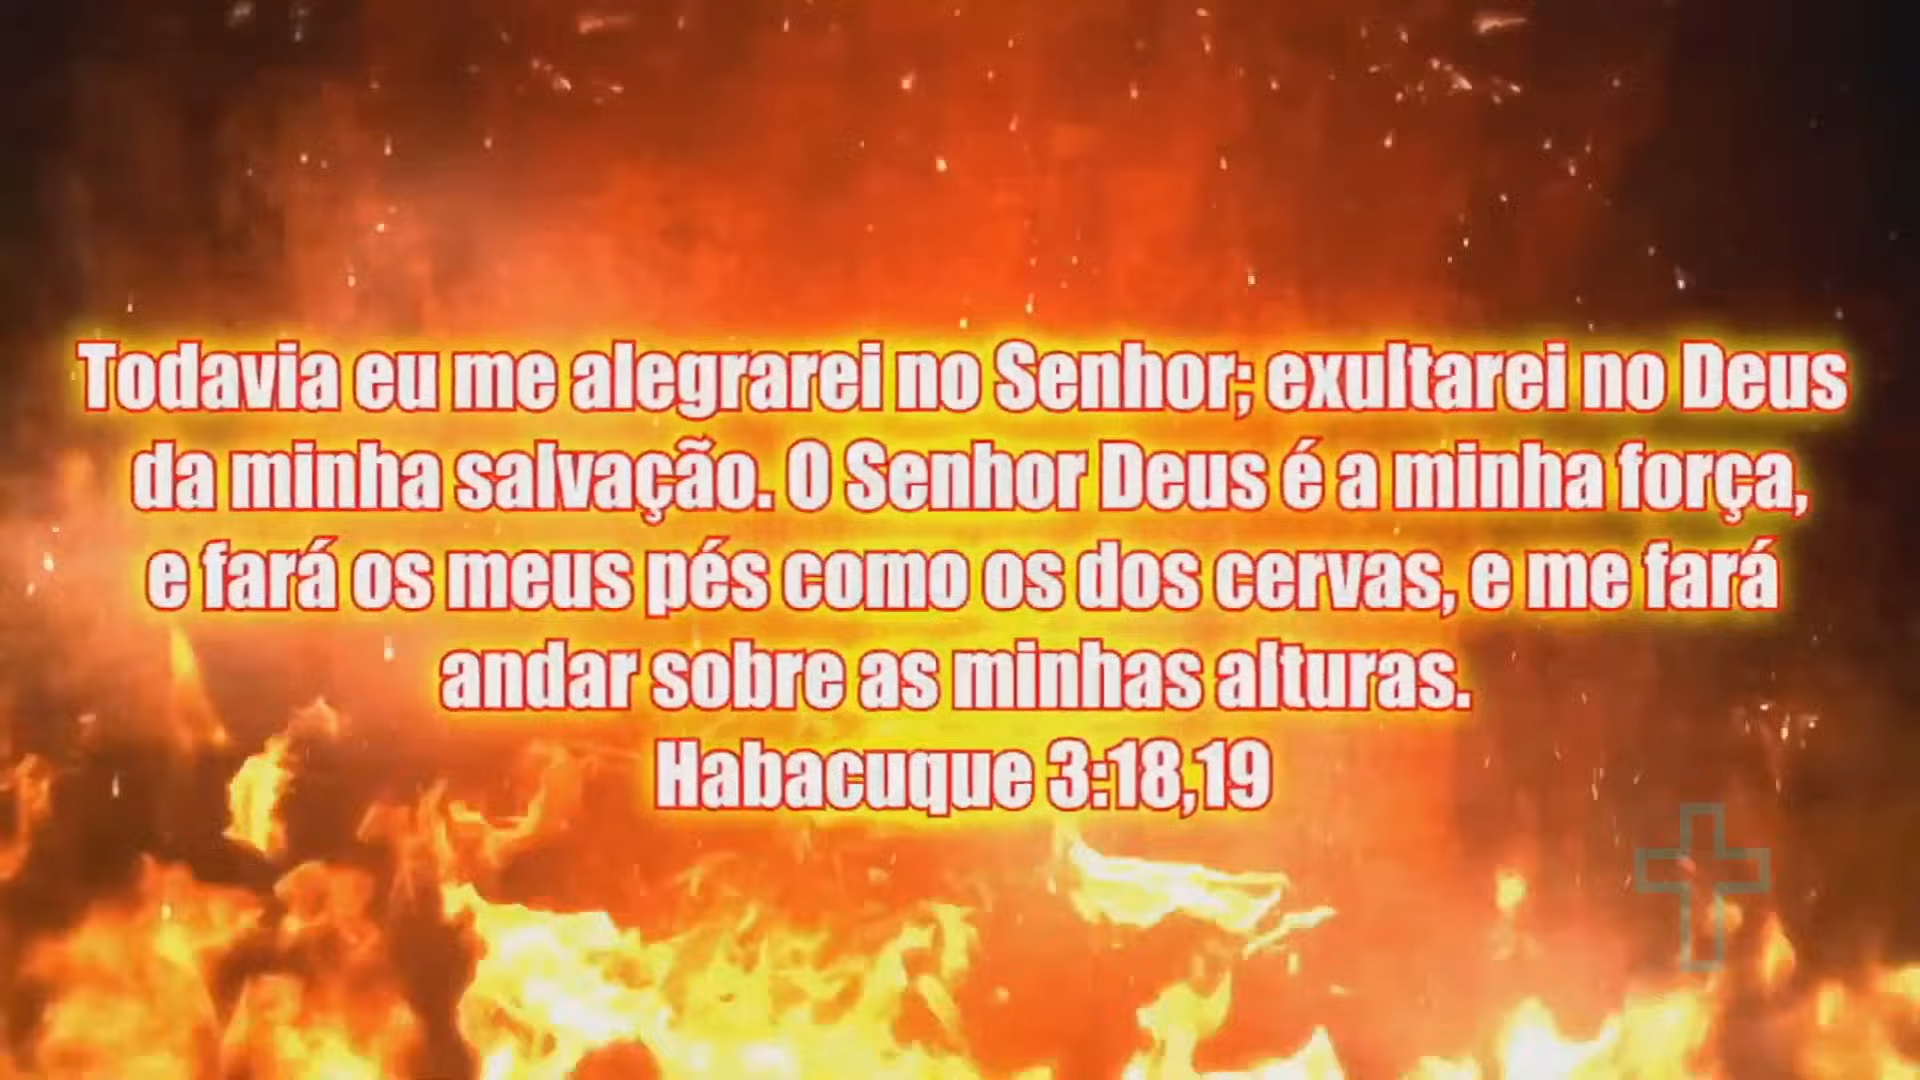 Todavia eu me alegrarei no Senhor; exultarei no Deus
da minha salvação. O Senhor Deus é a minha força,
e fará os meus pés como os dos cervas, e me fará
andar sobre as minhas alturas.
Habacuque 3:18,19